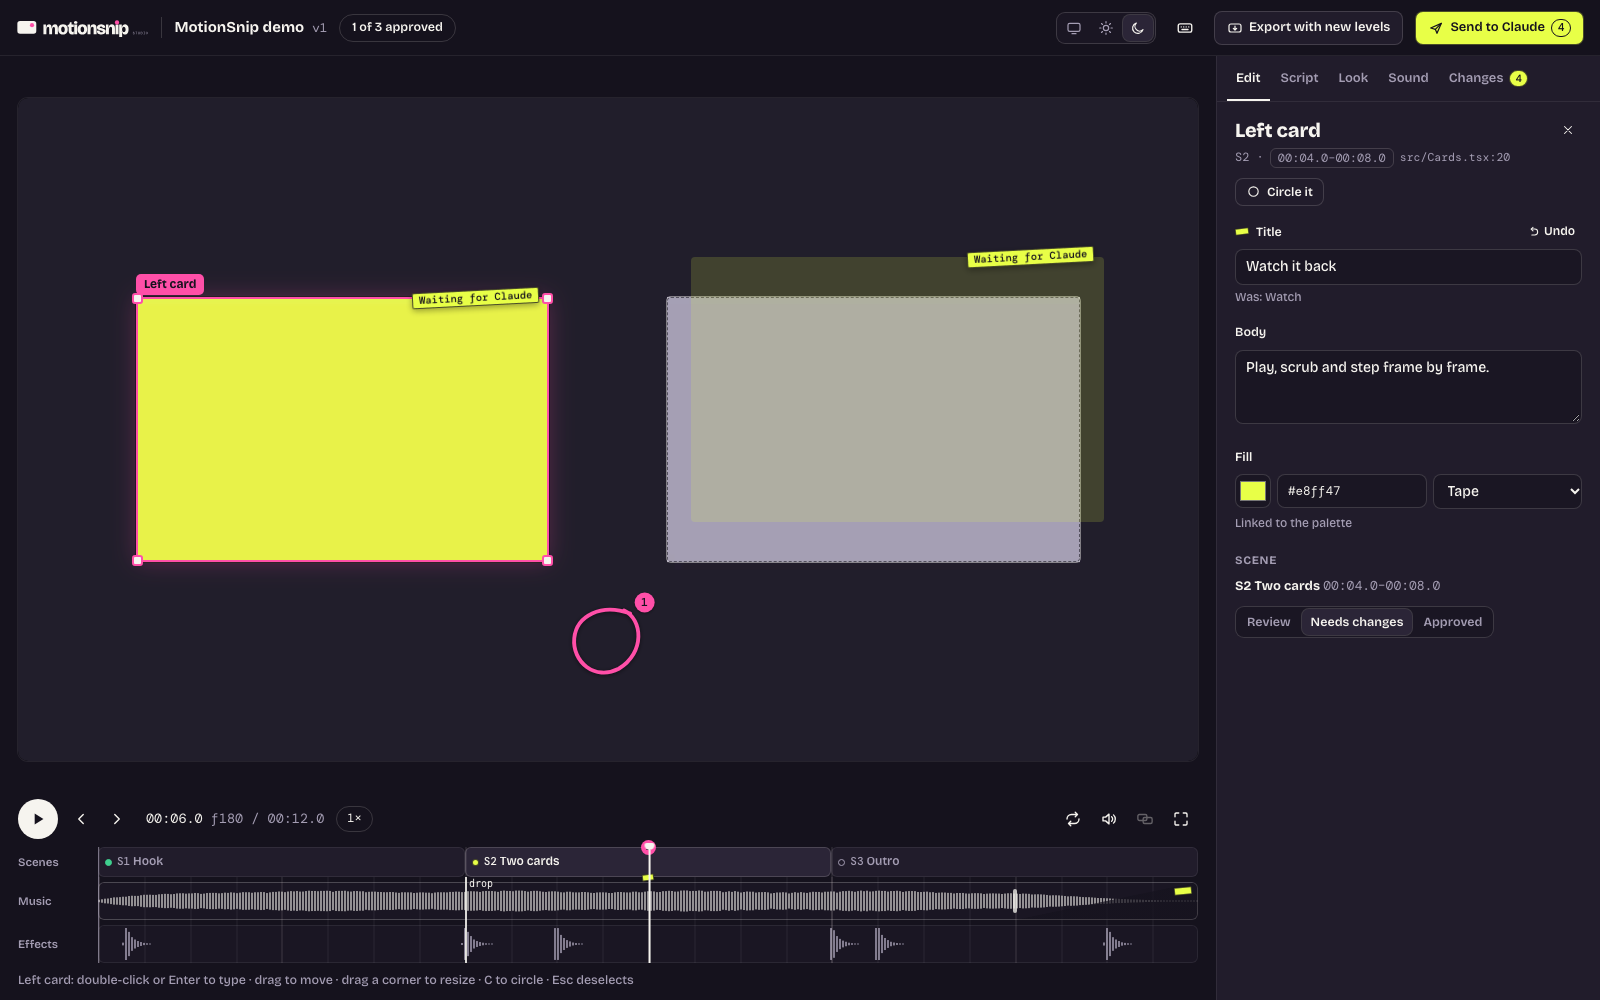 motionsnip
MotionSnip demo v1 1 of 3 approved
Export with new levels
Send to Claude 4
Edit Script Look Sound Changes 4
Left card
S2 · 00:04.0–00:08.0 src/Cards.tsx:20
Circle it
Title Undo
Watch it back
Was: Watch
Body
Play, scrub and step frame by frame.
Fill
#e8ff47 Tape
Linked to the palette
SCENE
S2 Two cards 00:04.0–00:08.0
Review Needs changes Approved
Left card
Waiting for Claude
Waiting for Claude
1
00:06.0 f180 / 00:12.0 1×
Scenes S1 Hook S2 Two cards S3 Outro
drop
Music
Effects
Left card: double-click or Enter to type · drag to move · drag a corner to resize · C to circle · Esc deselects